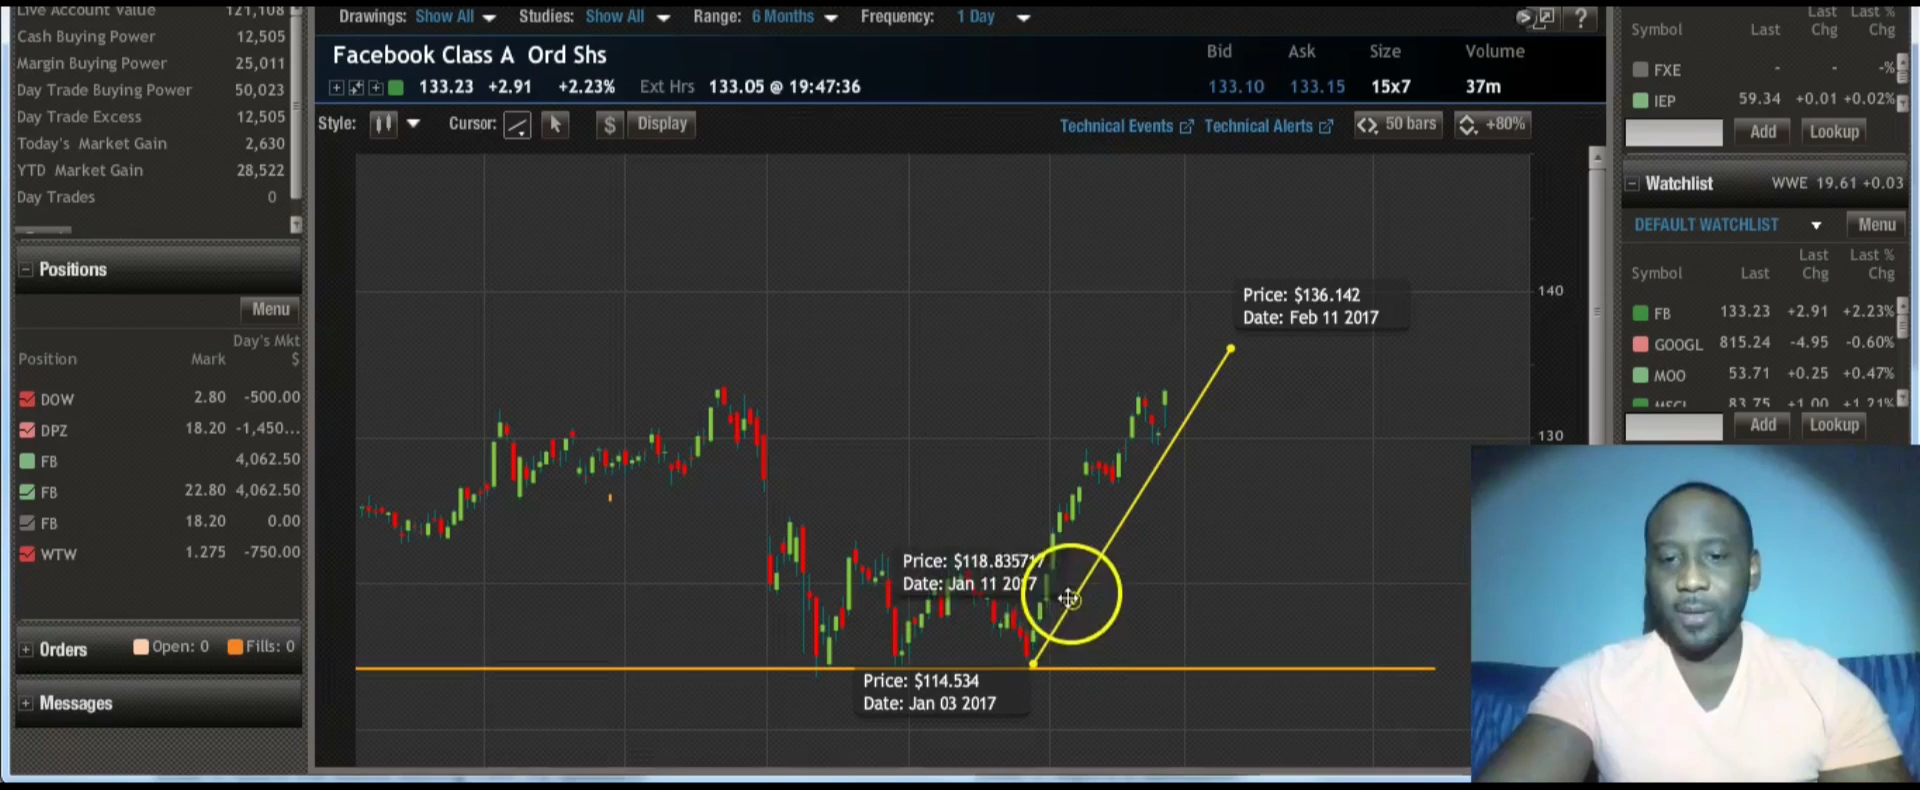 Live Account Value 121,108
Cash Buying Power 12,505
Margin Buying Power 25,011
Day Trade Buying Power 50,023
Day Trade Excess 12,505
Today's Market Gain 2,630
YTD Market Gain 28,522
Day Trades 0
Positions
Menu
Day's Mkt
Position Mark $
DOW 2.80 -500.00
DPZ 18.20 -1,450...
FB 4,062.50
FB 22.80 4,062.50
FB 18.20 0.00
WTW 1.275 -750.00
Orders Open: 0 Fills: 0
Messages
Drawings: Show All Studies: Show All Range: 6 Months Frequency: 1 Day ?
Facebook Class A Ord Shs
Bid Ask Size Volume
133.23 +2.91 +2.23% Ext Hrs 133.05 @ 19:47:36 133.10 133.15 15x7 37m
Style: Cursor: $ Display Technical Events Technical Alerts 50 bars +80%
140
130
Price: $136.142
Date: Feb 11 2017
Price: $118.835717
Date: Jan 11 2017
Price: $114.534
Date: Jan 03 2017
Last Last %
Symbol Last Chg Chg
FXE - - -%
IEP 59.34 +0.01 +0.02%
Add Lookup
Watchlist WWE 19.61 +0.03
DEFAULT WATCHLIST Menu
Last Last %
Symbol Last Chg Chg
FB 133.23 +2.91 +2.23%
GOOGL 815.24 -4.95 -0.60%
MOO 53.71 +0.25 +0.47%
83.75 +1.00 +1.21%
Add Lookup